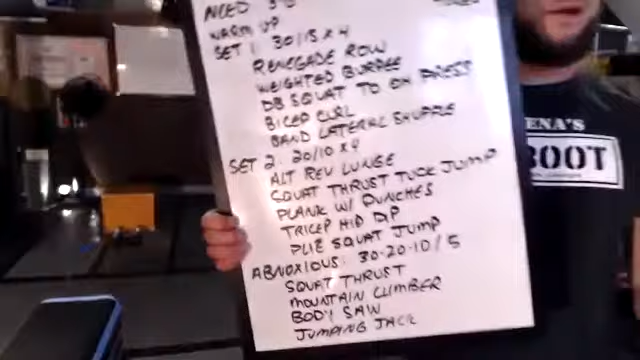 NEED
WARM UP
SET 1: 30/15 X 4
RENEGADE ROW
WEIGHTED BURPEE
DB SQUAT TO OH PRESS
BICEP CURL
BAND LATERAL SHUFFLE
SET 2: 20/10 X 4
ALT REV LUNGE
SQUAT THRUST TUCK JUMP
PLANK W/ PUNCHES
TRICEP HIP DIP
PLIE SQUAT JUMP
ABNOXIOUS: 30-20-10/5
SQUAT THRUST
MOUNTAIN CLIMBER
BODY SAW
JUMPING JACK
ENA'S
BOOT